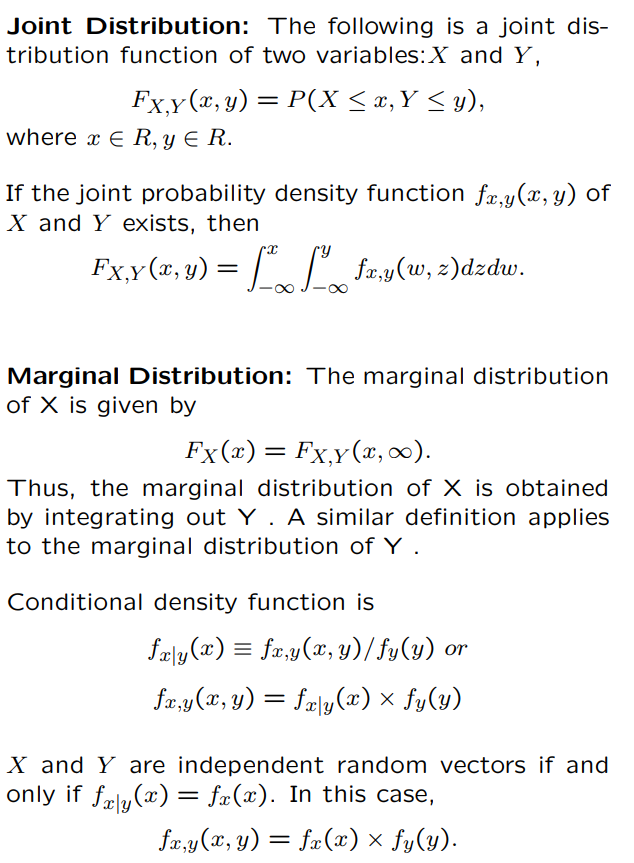 Joint Distribution: The following is a joint dis-
tribution function of two variables:X and Y,
F_{X,Y}(x, y) = P(X ≤ x, Y ≤ y),
where x ∈ R, y ∈ R.
If the joint probability density function f_{x,y}(x, y) of
X and Y exists, then
F_{X,Y}(x, y) = ∫_{−∞}^{x} ∫_{−∞}^{y} f_{x,y}(w, z)dzdw.
Marginal Distribution: The marginal distribution
of X is given by
F_X(x) = F_{X,Y}(x, ∞).
Thus, the marginal distribution of X is obtained
by integrating out Y . A similar definition applies
to the marginal distribution of Y .
Conditional density function is
f_{x|y}(x) ≡ f_{x,y}(x, y)/f_y(y) or
f_{x,y}(x, y) = f_{x|y}(x) × f_y(y)
X and Y are independent random vectors if and
only if f_{x|y}(x) = f_x(x). In this case,
f_{x,y}(x, y) = f_x(x) × f_y(y).